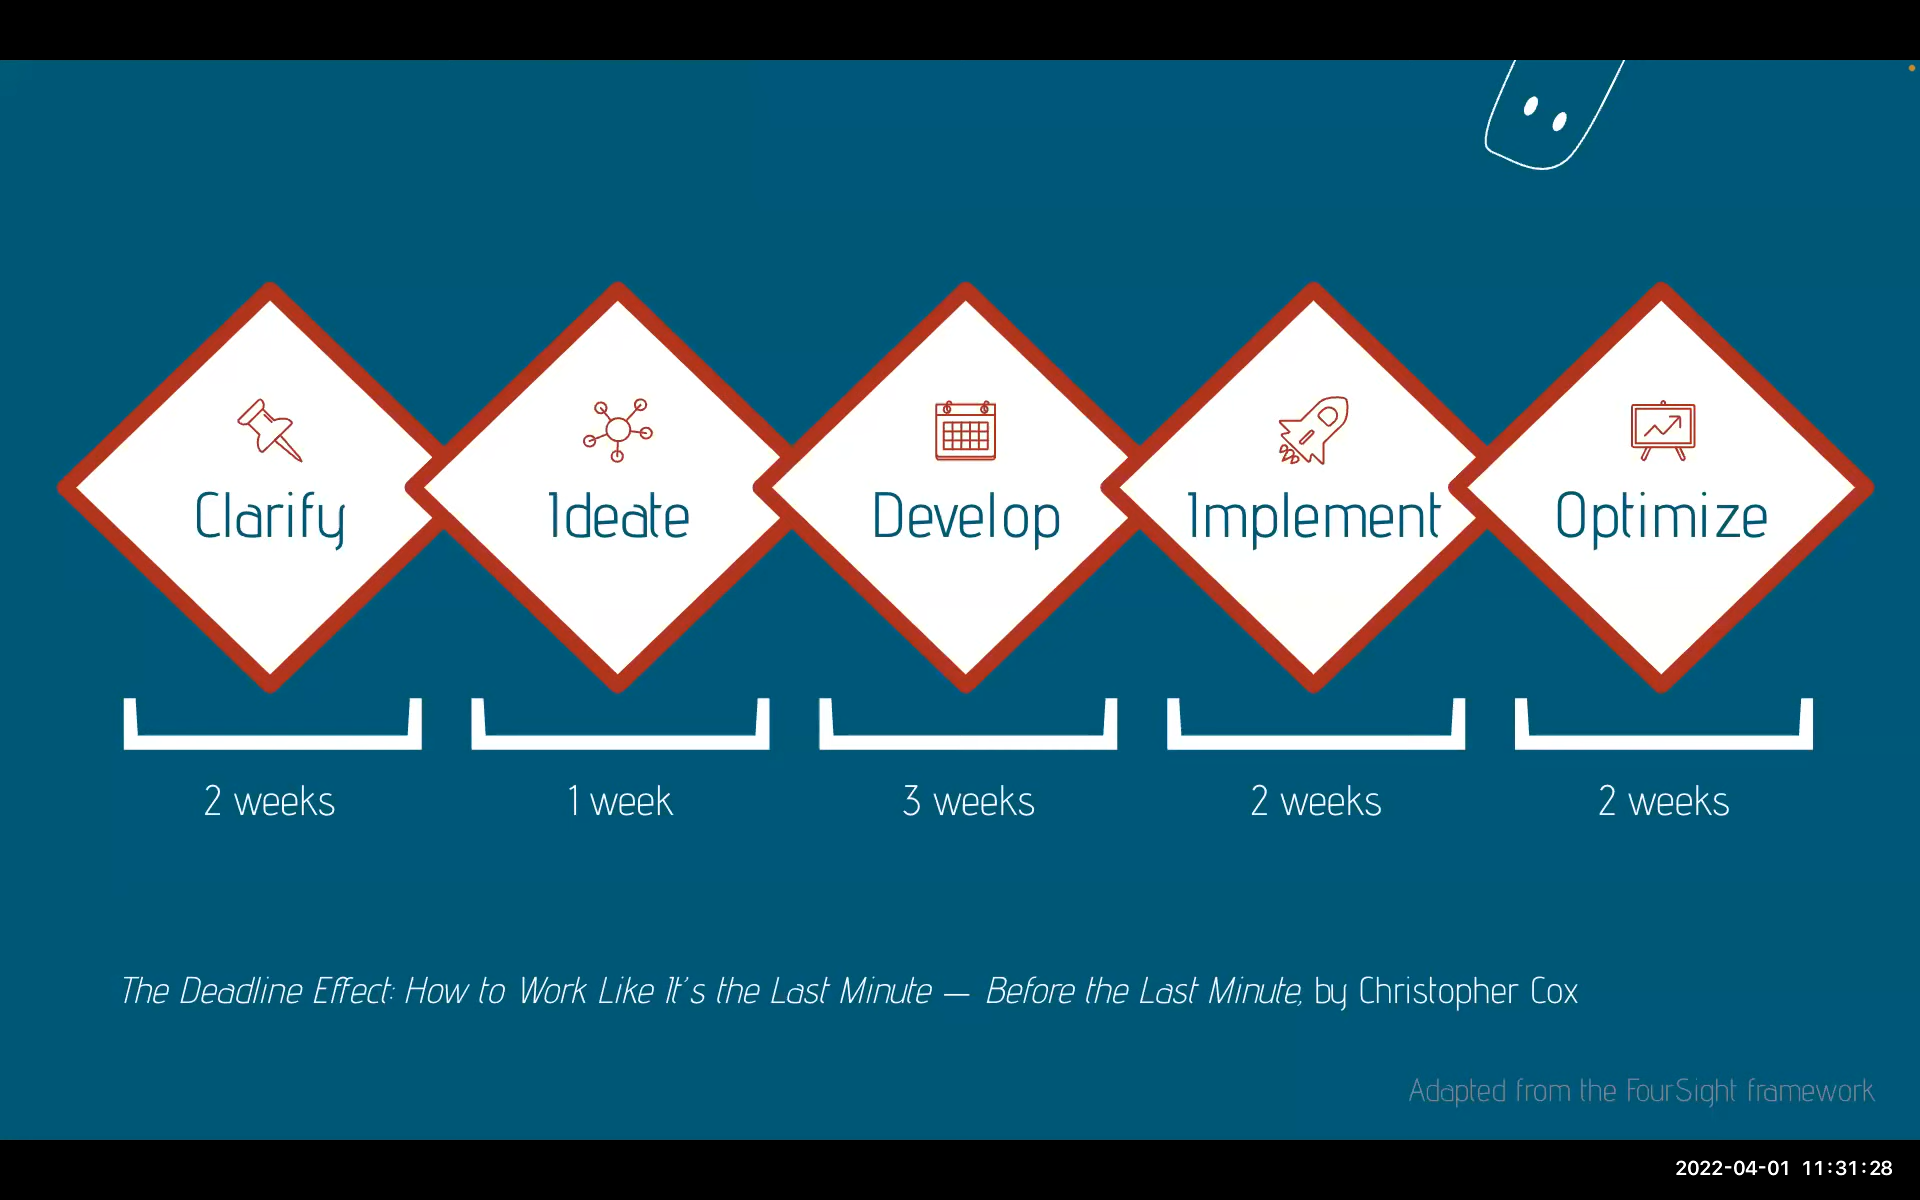 Clarify
Ideate
Develop
Implement
Optimize
2 weeks
1 week
3 weeks
2 weeks
2 weeks
The Deadline Effect: How to Work Like It's the Last Minute — Before the Last Minute, by Christopher Cox
Adapted from the FourSight framework
2022-04-01 11:31:28